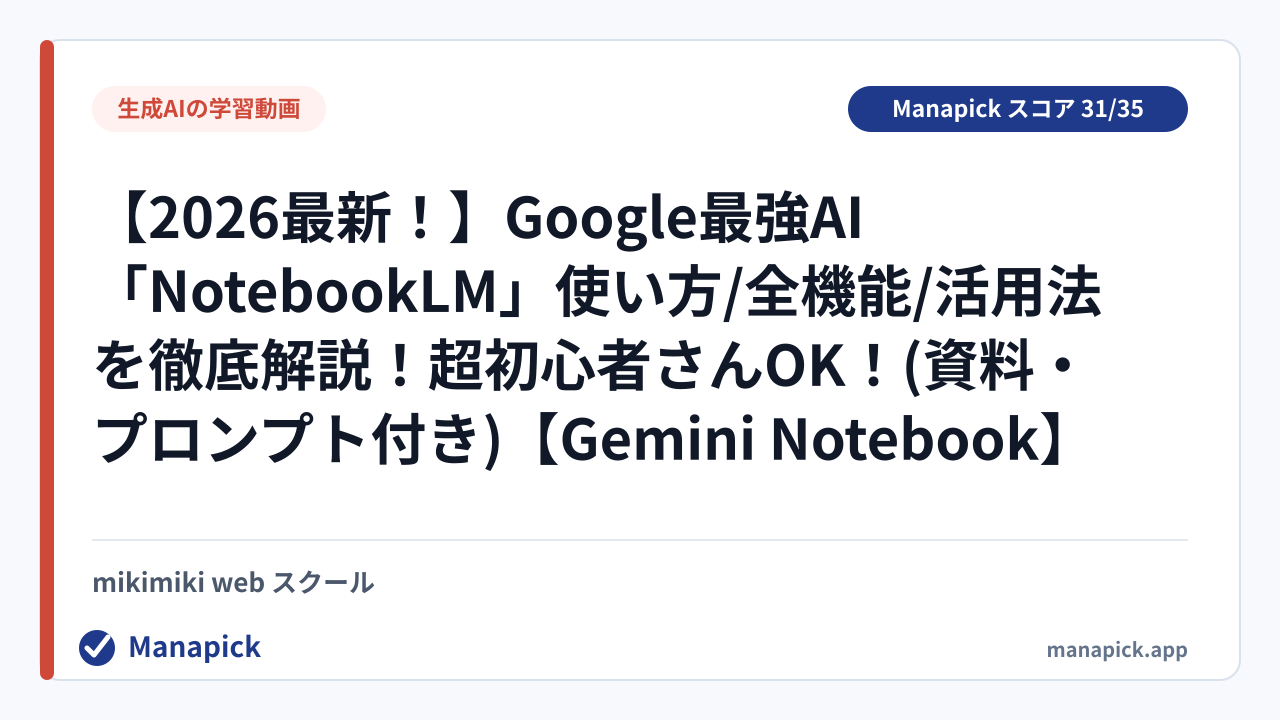 生成AIの学習動画
Manapick スコア 31/35
【2026最新！】Google最強AI
「NotebookLM」使い方/全機能/活用法
を徹底解説！超初心者さんOK！(資料・
プロンプト付き)【Gemini Notebook】
mikimiki web スクール
Manapick
manapick.app